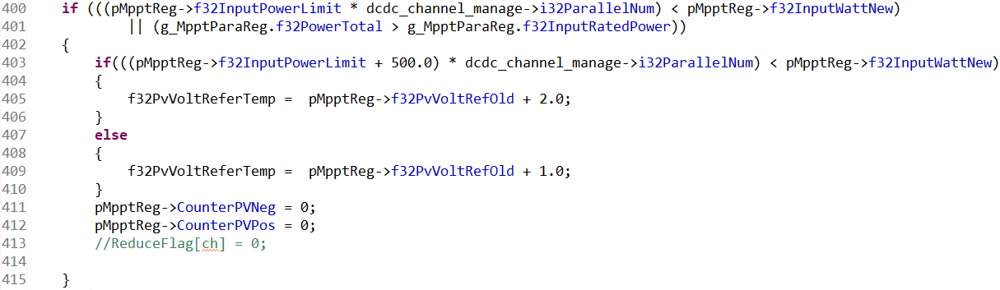 400 if (((pMpptReg->f32InputPowerLimit * dcdc_channel_manage->i32ParallelNum) < pMpptReg->f32InputWattNew)
401 || (g_MpptParaReg.f32PowerTotal > g_MpptParaReg.f32InputRatedPower))
402 {
403 if(((pMpptReg->f32InputPowerLimit + 500.0) * dcdc_channel_manage->i32ParallelNum) < pMpptReg->f32InputWattNew)
404 {
405 f32PvVoltReferTemp =  pMpptReg->f32PvVoltRefOld + 2.0;
406 }
407 else
408 {
409 f32PvVoltReferTemp =  pMpptReg->f32PvVoltRefOld + 1.0;
410 }
411 pMpptReg->CounterPVNeg = 0;
412 pMpptReg->CounterPVPos = 0;
413 //ReduceFlag[ch] = 0;
414
415 }